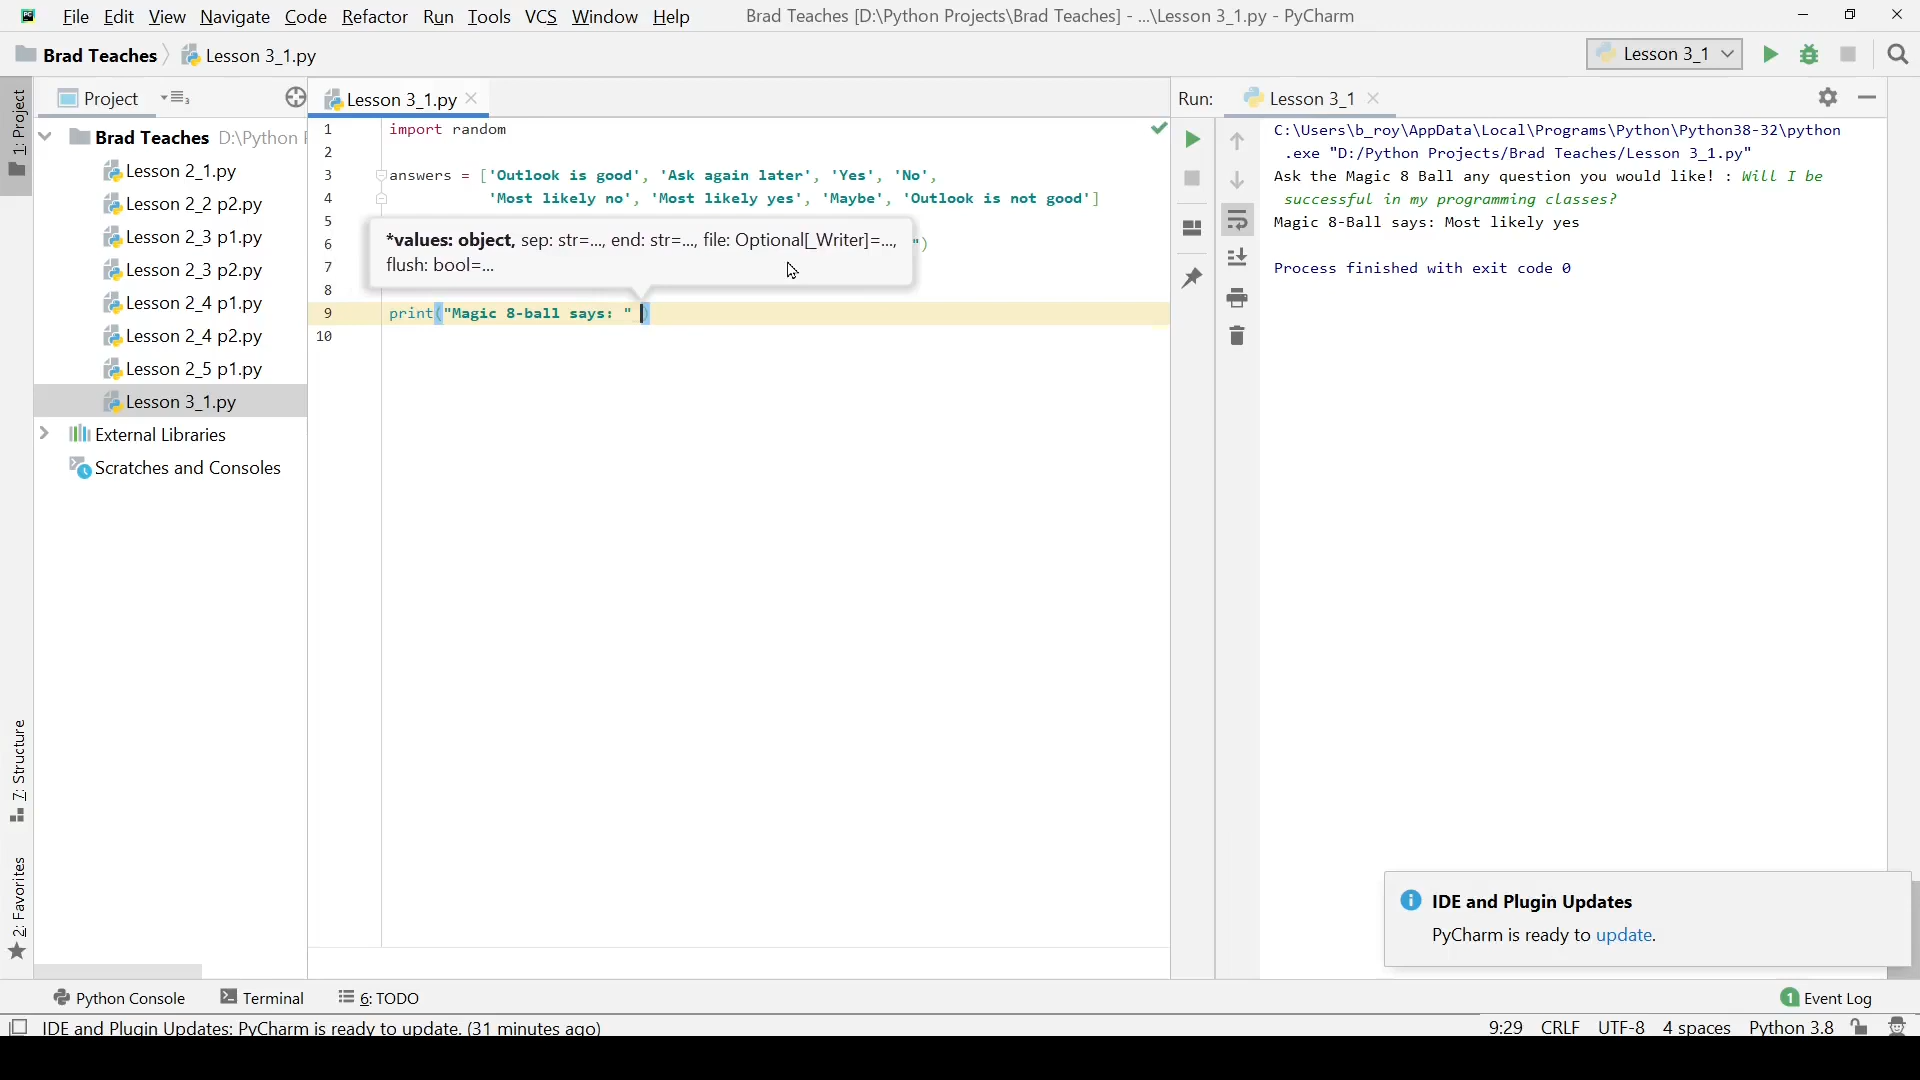 File Edit View Navigate Code Refactor Run Tools VCS Window Help
Brad Teaches [D:\Python Projects\Brad Teaches] - ...\Lesson 3_1.py - PyCharm
Brad Teaches
Lesson 3_1.py
Lesson 3_1
1: Project
Project
Brad Teaches D:\Python
Lesson 2_1.py
Lesson 2_2 p2.py
Lesson 2_3 p1.py
Lesson 2_3 p2.py
Lesson 2_4 p1.py
Lesson 2_4 p2.py
Lesson 2_5 p1.py
Lesson 3_1.py
External Libraries
Scratches and Consoles
7: Structure
2: Favorites
Lesson 3_1.py
1 import random
2
3 answers = ['Outlook is good', 'Ask again later', 'Yes', 'No',
4 'Most likely no', 'Most likely yes', 'Maybe', 'Outlook is not good']
5
*values: object, sep: str=..., end: str=..., file: Optional[_Writer]=...,
flush: bool=...
6 ")
7
8
9 print("Magic 8-ball says: " )
10
Run: Lesson 3_1
C:\Users\b_roy\AppData\Local\Programs\Python\Python38-32\python
.exe "D:/Python Projects/Brad Teaches/Lesson 3_1.py"
Ask the Magic 8 Ball any question you would like! : Will I be
successful in my programming classes?
Magic 8-Ball says: Most likely yes
Process finished with exit code 0
IDE and Plugin Updates
PyCharm is ready to update.
Python Console
Terminal
6: TODO
1 Event Log
IDE and Plugin Updates: PyCharm is ready to update. (31 minutes ago)
9:29 CRLF UTF-8 4 spaces Python 3.8